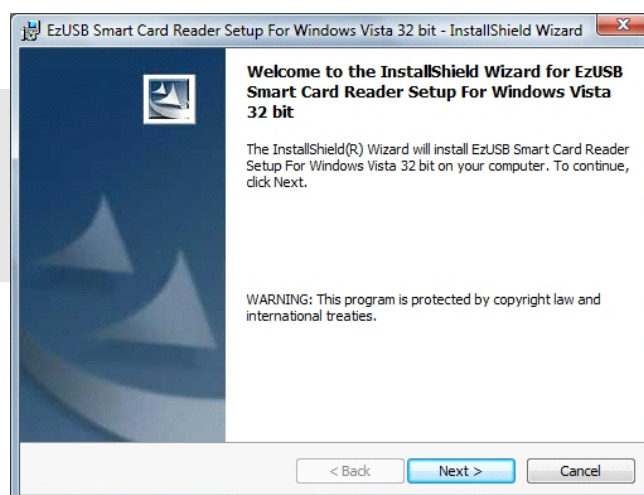 EzUSB Smart Card Reader Setup For Windows Vista 32 bit - InstallShield Wizard
Welcome to the InstallShield Wizard for EzUSB
Smart Card Reader Setup For Windows Vista
32 bit
The InstallShield(R) Wizard will install EzUSB Smart Card Reader
Setup For Windows Vista 32 bit on your computer. To continue,
click Next.
WARNING: This program is protected by copyright law and
international treaties.
< Back Next > Cancel